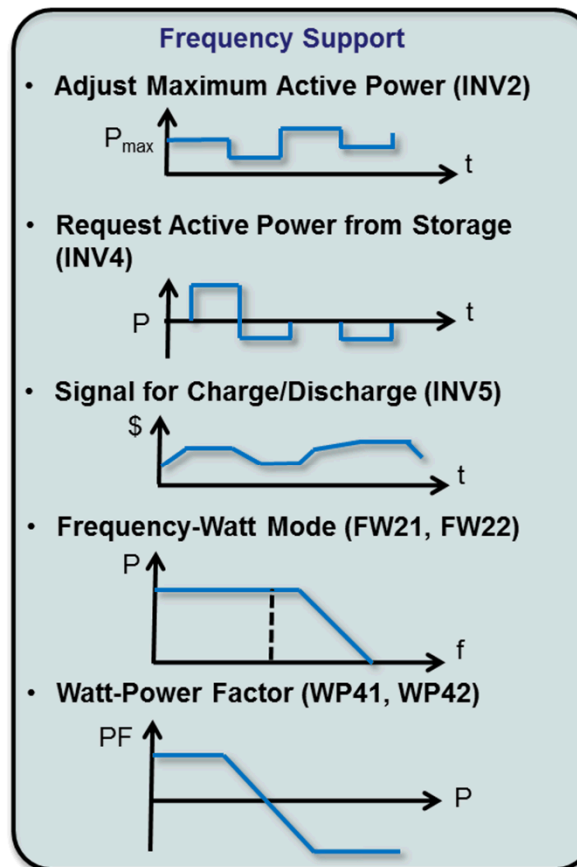 Frequency Support
• Adjust Maximum Active Power (INV2)
Pmax
t
• Request Active Power from Storage
(INV4)
P
t
• Signal for Charge/Discharge (INV5)
$
t
• Frequency-Watt Mode (FW21, FW22)
P
f
• Watt-Power Factor (WP41, WP42)
PF
P